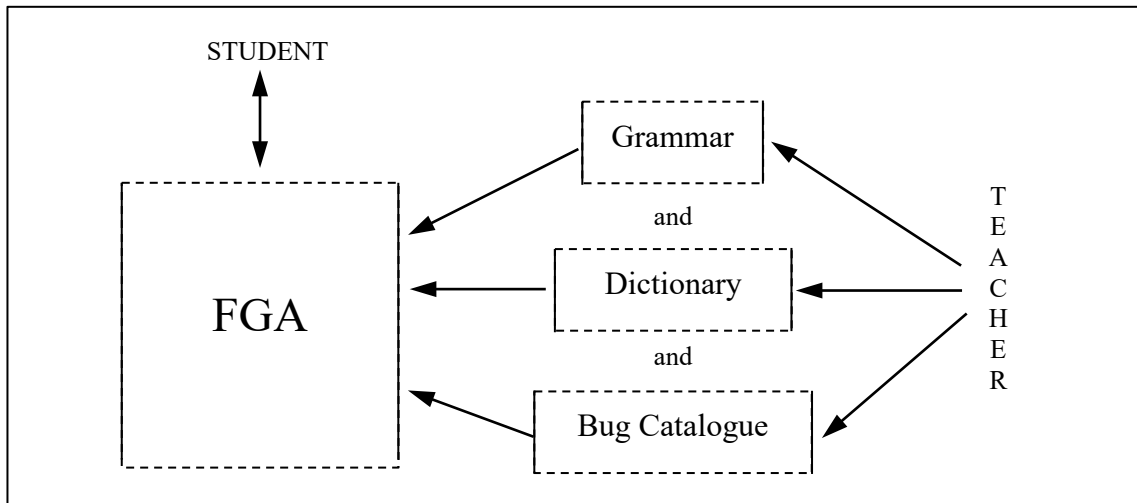 STUDENT
Grammar
and
Dictionary
and
Bug Catalogue
FGA
T
E
A
C
H
E
R